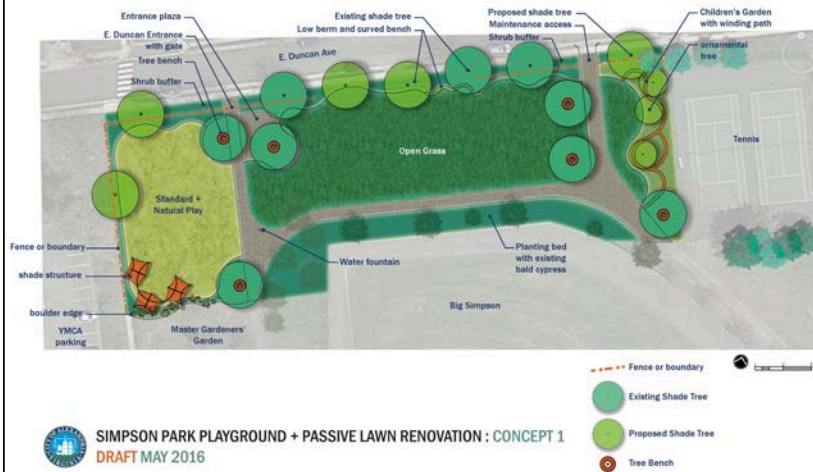 Entrance plaza
E. Duncan Entrance
with gate
Tree bench
Shrub buffer
E. Duncan Ave
Existing shade tree
Low berm and curved bench
Proposed shade tree
Maintenance access
Shrub buffer
Children's Garden
with winding path
ornamental
tree
Tennis
Open Grass
Standard +
Natural Play
Fence or boundary
shade structure
boulder edge
YMCA
parking
Master Gardeners'
Garden
Water fountain
Planting bed
with existing
bald cypress
Big Simpson
Fence or boundary
Existing Shade Tree
Proposed Shade Tree
Tree Bench
SIMPSON PARK PLAYGROUND + PASSIVE LAWN RENOVATION : CONCEPT 1
DRAFT MAY 2016